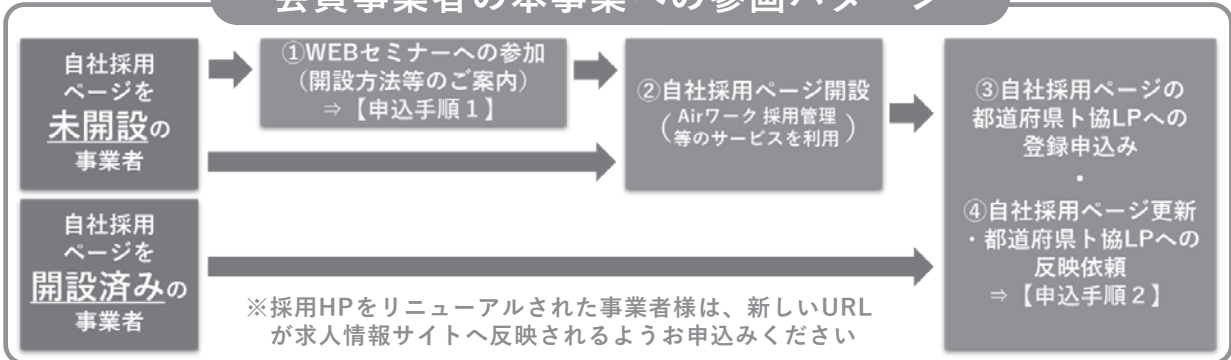 会員事業者の本事業への参画パターン
自社採用
ページを
未開設の
事業者
①WEBセミナーへの参加
（開設方法等のご案内）
⇒【申込手順１】
②自社採用ページ開設
（Airワーク 採用管理
等のサービスを利用）
③自社採用ページの
都道府県ト協LPへの
登録申込み
・
④自社採用ページ更新
・都道府県ト協LPへの
反映依頼
⇒【申込手順２】
自社採用
ページを
開設済みの
事業者
※採用HPをリニューアルされた事業者様は、新しいURL
が求人情報サイトへ反映されるようお申込みください